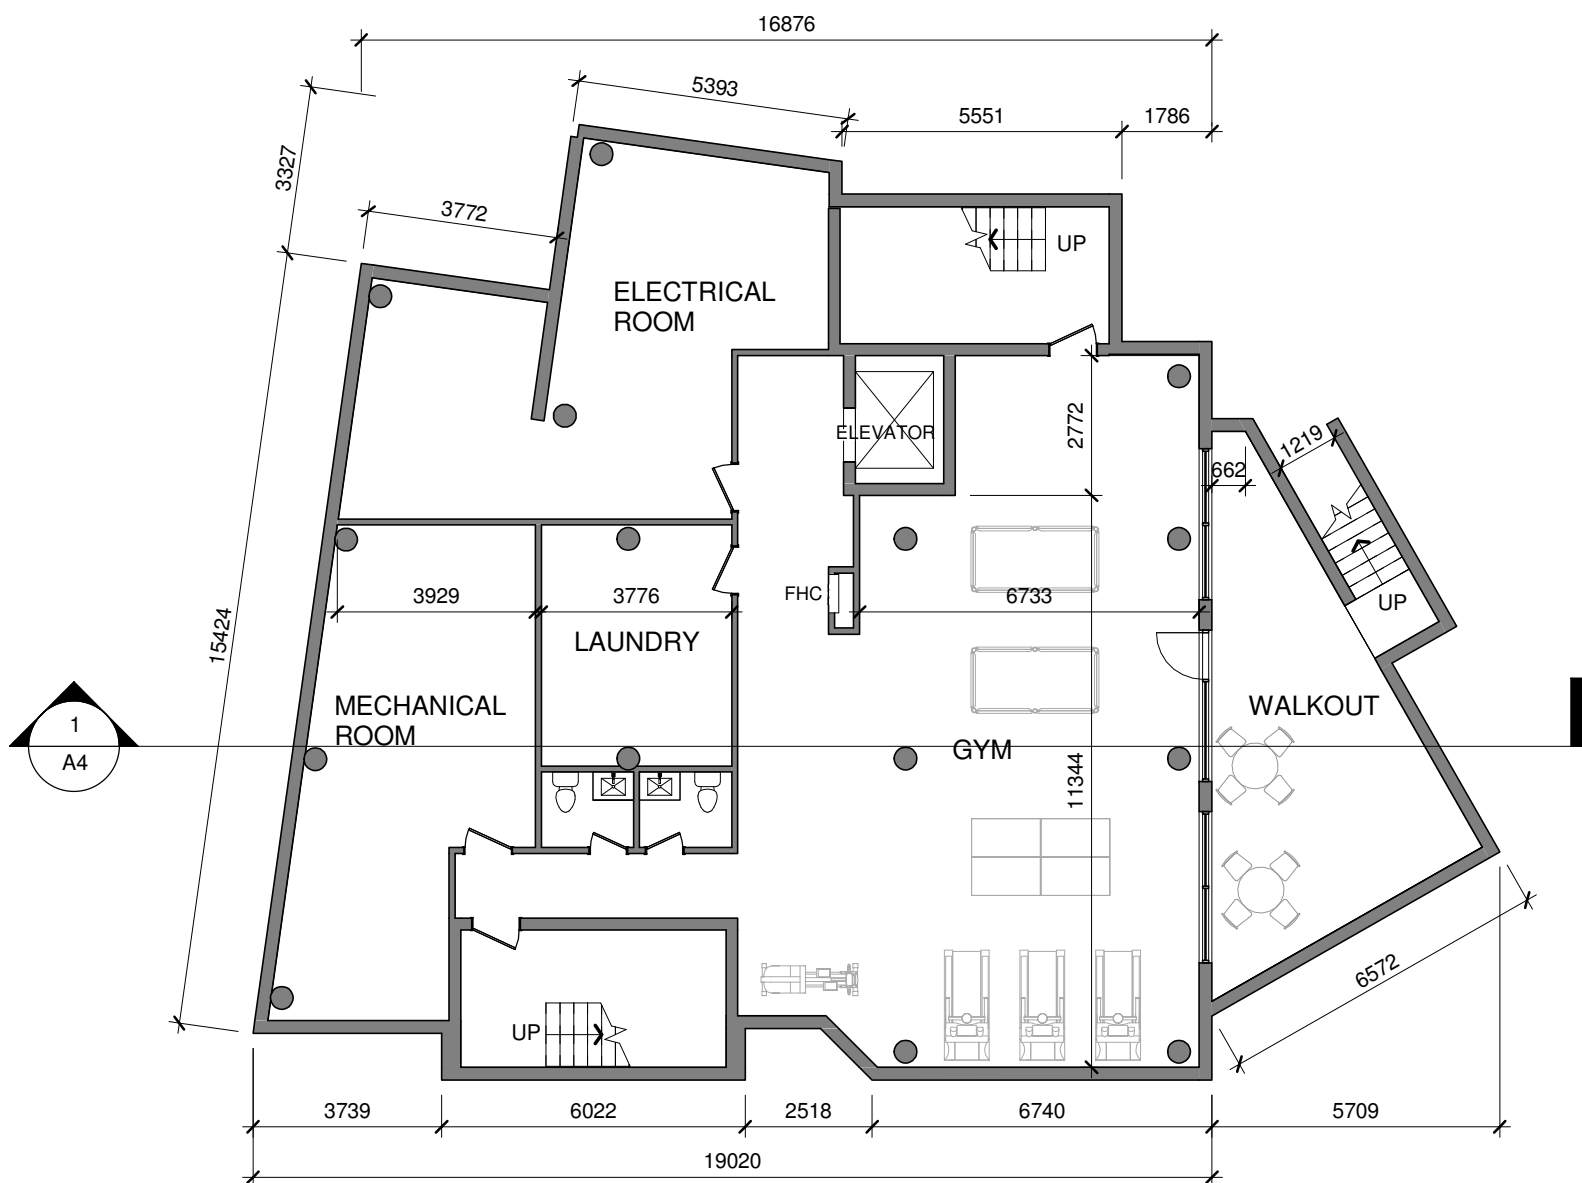 16876
5393
5551
1786
3327
3772
UP
ELECTRICAL
ROOM
2772
ELEVATOR
1219
662
3929
3776
FHC
6733
UP
15424
LAUNDRY
MECHANICAL
ROOM
WALKOUT
1
A4
GYM
11344
6572
UP
3739
6022
2518
6740
5709
19020